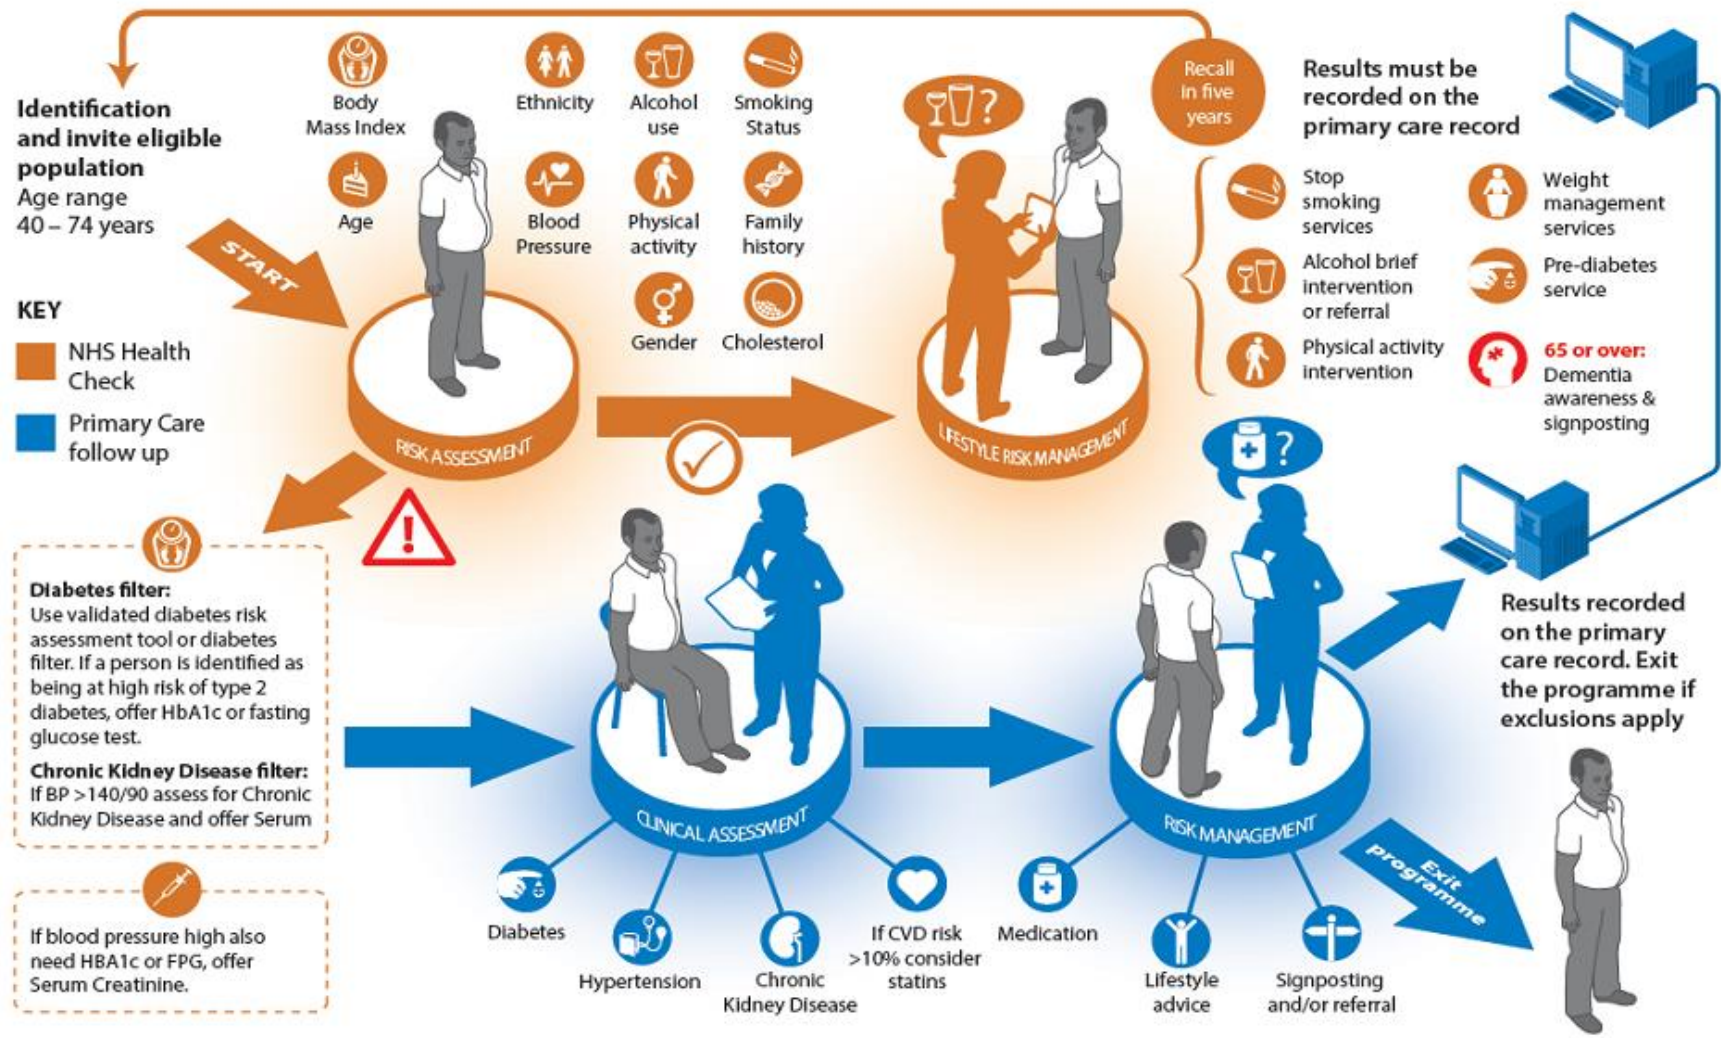 Identification
and invite eligible
population
Age range
40 – 74 years
START
KEY
NHS Health
Check
Primary Care
follow up
Body
Mass Index
Ethnicity
Alcohol
use
Smoking
Status
Age
Blood
Pressure
Physical
activity
Family
history
Gender
Cholesterol
RISK ASSESSMENT
?
LIFESTYLE RISK MANAGEMENT
Recall
in five
years
Results must be
recorded on the
primary care record
Stop
smoking
services
Weight
management
services
Alcohol brief
intervention
or referral
Pre-diabetes
service
Physical activity
intervention
65 or over:
Dementia
awareness &
signposting
!
Diabetes filter:
Use validated diabetes risk
assessment tool or diabetes
filter. If a person is identified as
being at high risk of type 2
diabetes, offer HbA1c or fasting
glucose test.
Chronic Kidney Disease filter:
If BP >140/90 assess for Chronic
Kidney Disease and offer Serum
If blood pressure high also
need HBA1c or FPG, offer
Serum Creatinine.
CLINICAL ASSESSMENT
Diabetes
Hypertension
Chronic
Kidney Disease
If CVD risk
>10% consider
statins
?
RISK MANAGEMENT
Medication
Lifestyle
advice
Signposting
and/or referral
Results recorded
on the primary
care record. Exit
the programme if
exclusions apply
Exit
programme